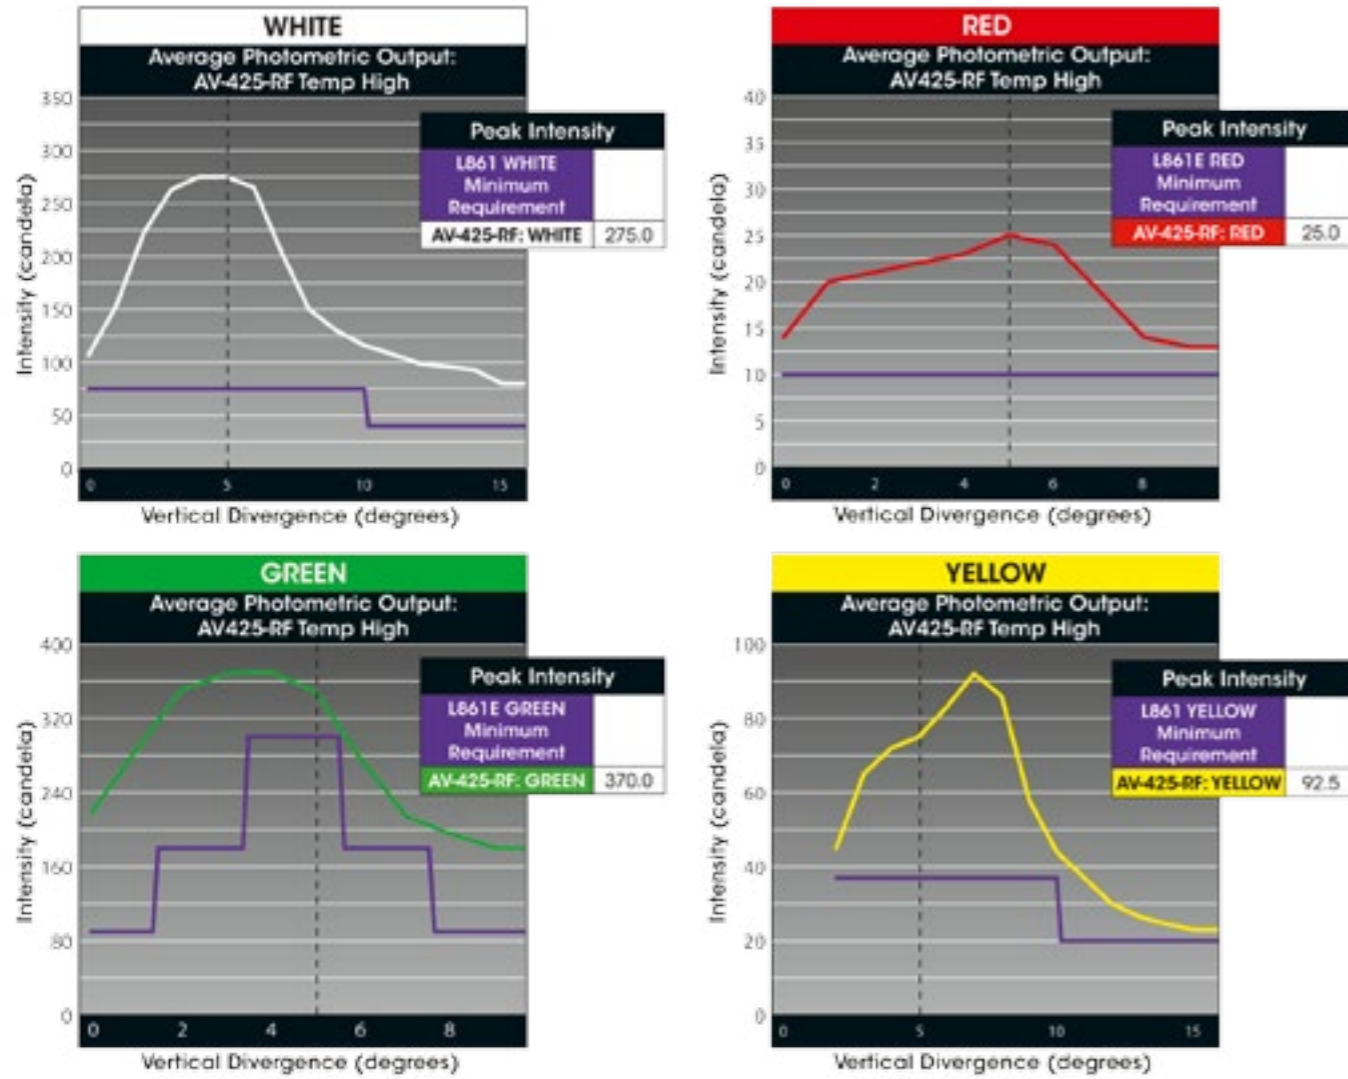 WHITE
Average Photometric Output:
AV-425-RF Temp High
Intensity (candela)
350
300
250
200
150
100
50
0
0 5 10 15
Vertical Divergence (degrees)
Peak Intensity
L861 WHITE
Minimum
Requirement
AV-425-RF: WHITE 275.0
RED
Average Photometric Output:
AV425-RF Temp High
Intensity (candela)
40
35
30
25
20
15
10
5
0
0 2 4 6 8
Vertical Divergence (degrees)
Peak Intensity
L861E RED
Minimum
Requirement
AV-425-RF: RED 25.0
GREEN
Average Photometric Output:
AV425-RF Temp High
Intensity (candela)
400
320
240
160
80
0
0 2 4 6 8
Vertical Divergence (degrees)
Peak Intensity
L861E GREEN
Minimum
Requirement
AV-425-RF: GREEN 370.0
YELLOW
Average Photometric Output:
AV425-RF Temp High
Intensity (candela)
100
80
60
40
20
0
0 5 10 15
Vertical Divergence (degrees)
Peak Intensity
L861 YELLOW
Minimum
Requirement
AV-425-RF: YELLOW 92.5